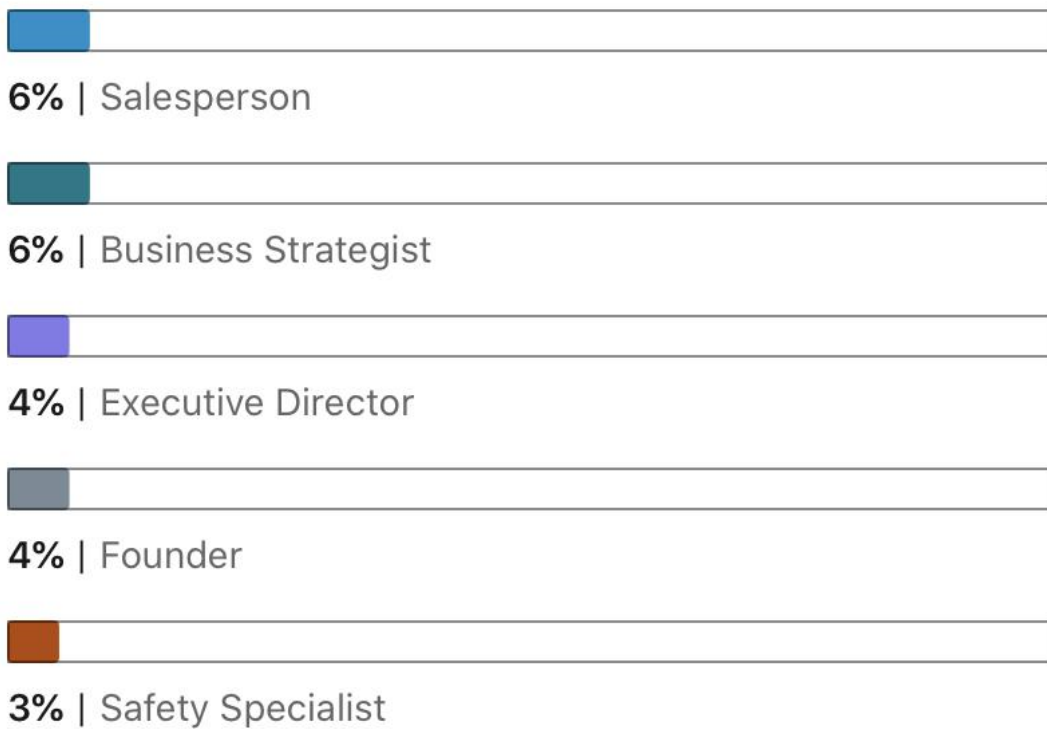 6% | Salesperson
6% | Business Strategist
4% | Executive Director
4% | Founder
3% | Safety Specialist